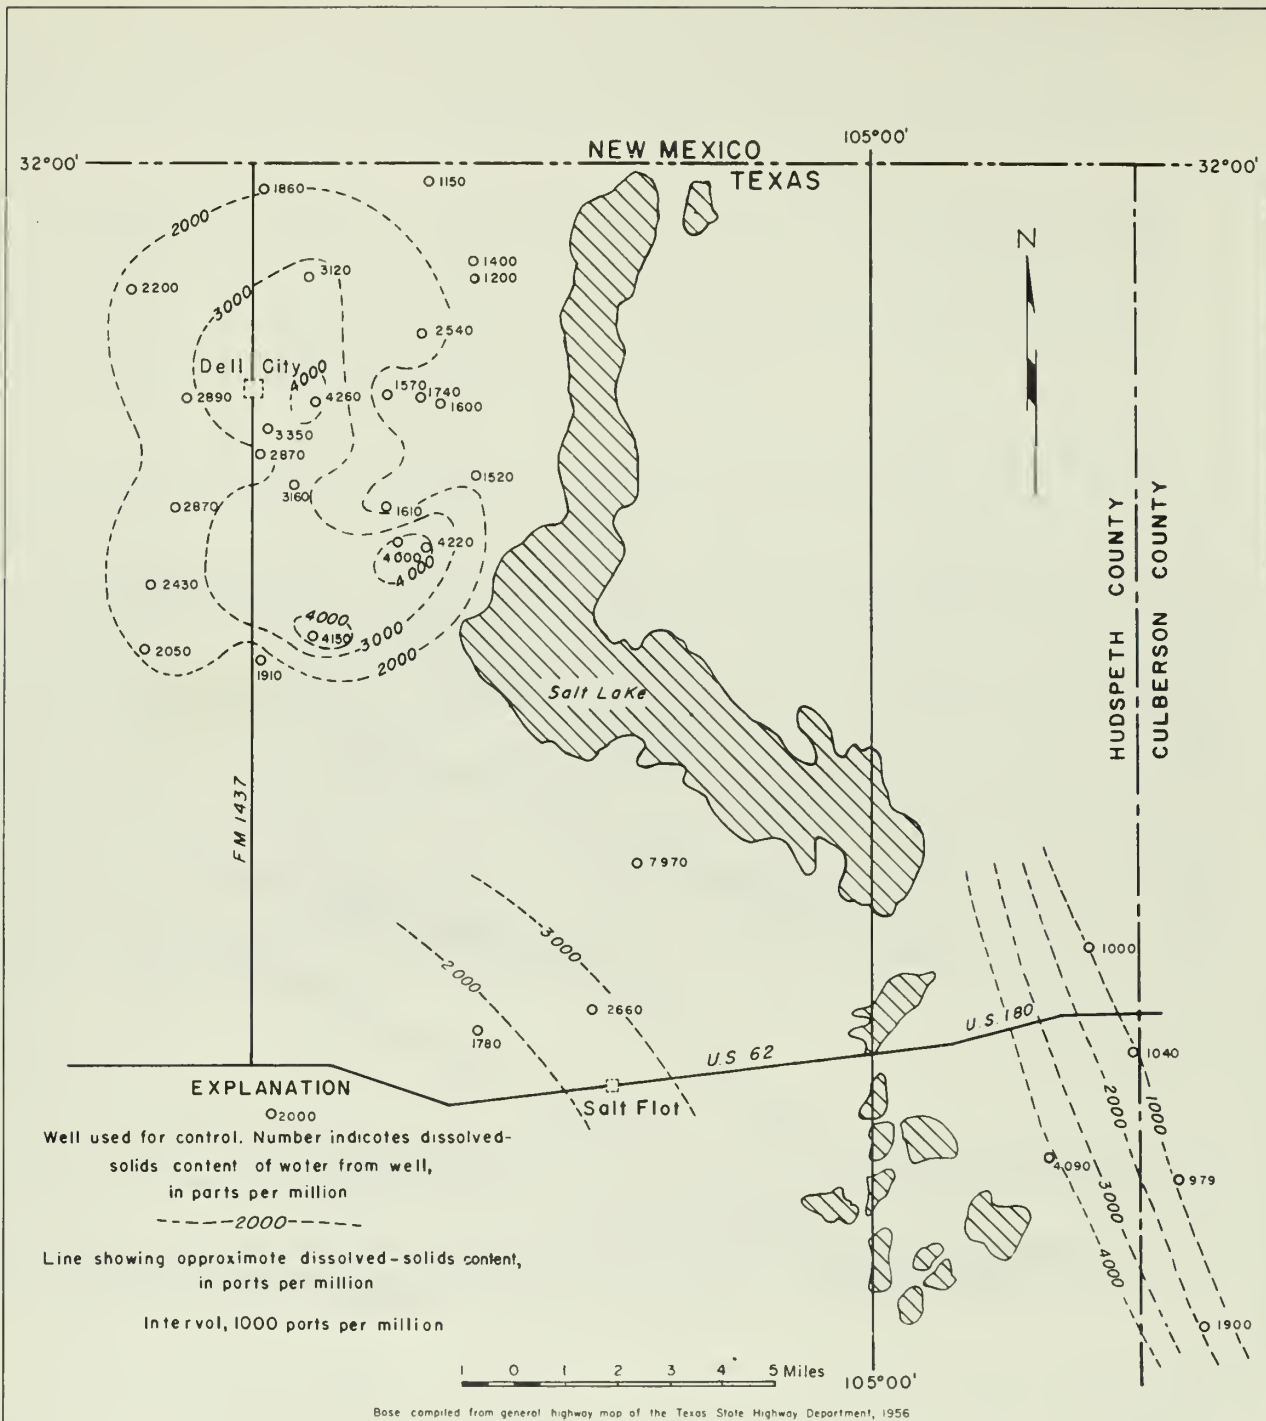 105°00'
32°00'
NEW MEXICO
32°00'
TEXAS
1860
1150
2000
1400
1200
N
3120
2200
3000
2540
Dell City
4000
1570
1740
2890
4260
1600
3350
2870
1520
3160
2870
1610
4220
4000
4000
2430
4000
4150
3000
2050
2000
1910
Salt Lake
HUDSPETH COUNTY
CULBERSON COUNTY
FM 1437
7970
3000
2000
1000
2660
1780
U.S. 180
U.S 62
1040
EXPLANATION
2000
Salt Flat
Well used for control. Number indicates dissolved-
solids content of water from well,
in parts per million
2000
Line showing approximate dissolved-solids content,
in parts per million
Interval, 1000 parts per million
1000
2000
3000
4000
4090
979
1900
1 0 1 2 3 4 5 Miles
105°00'
Base compiled from general highway map of the Texas State Highway Department, 1956